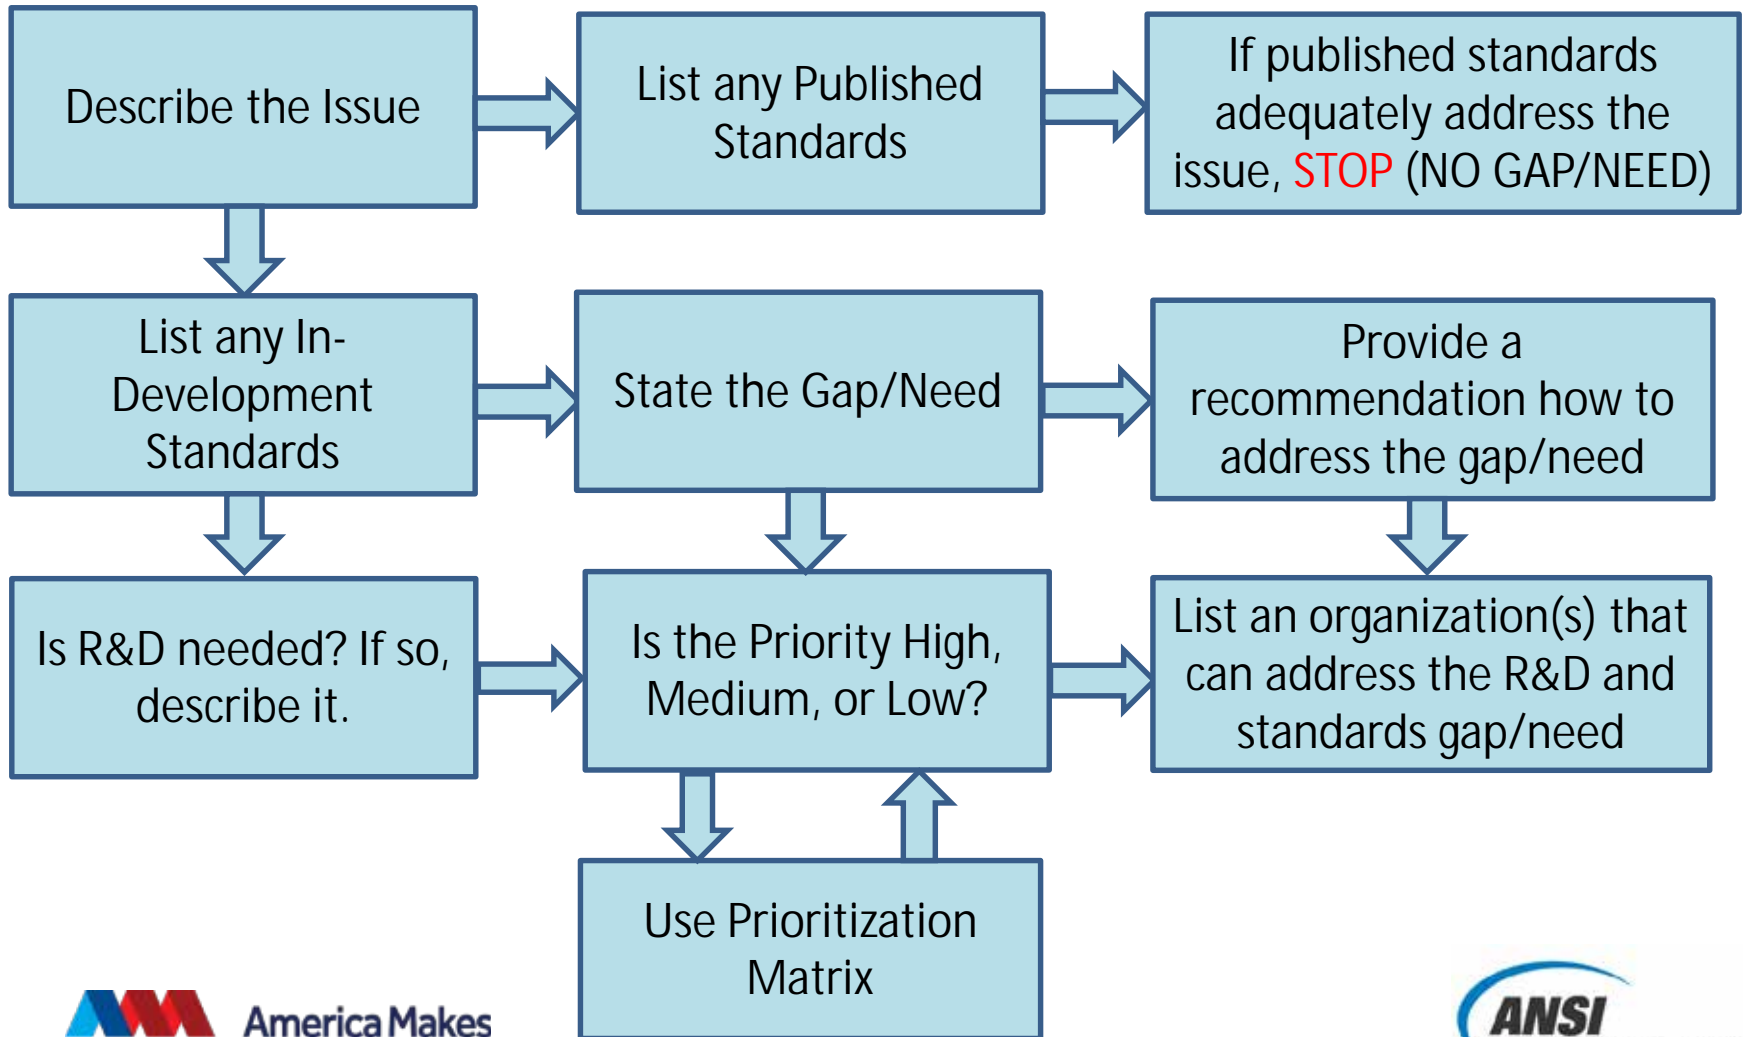 Describe the Issue
List any Published
Standards
If published standards
adequately address the
issue, STOP (NO GAP/NEED)
List any In-
Development
Standards
State the Gap/Need
Provide a
recommendation how to
address the gap/need
Is R&D needed? If so,
describe it.
Is the Priority High,
Medium, or Low?
List an organization(s) that
can address the R&D and
standards gap/need
Use Prioritization
Matrix
America Makes
ANSI